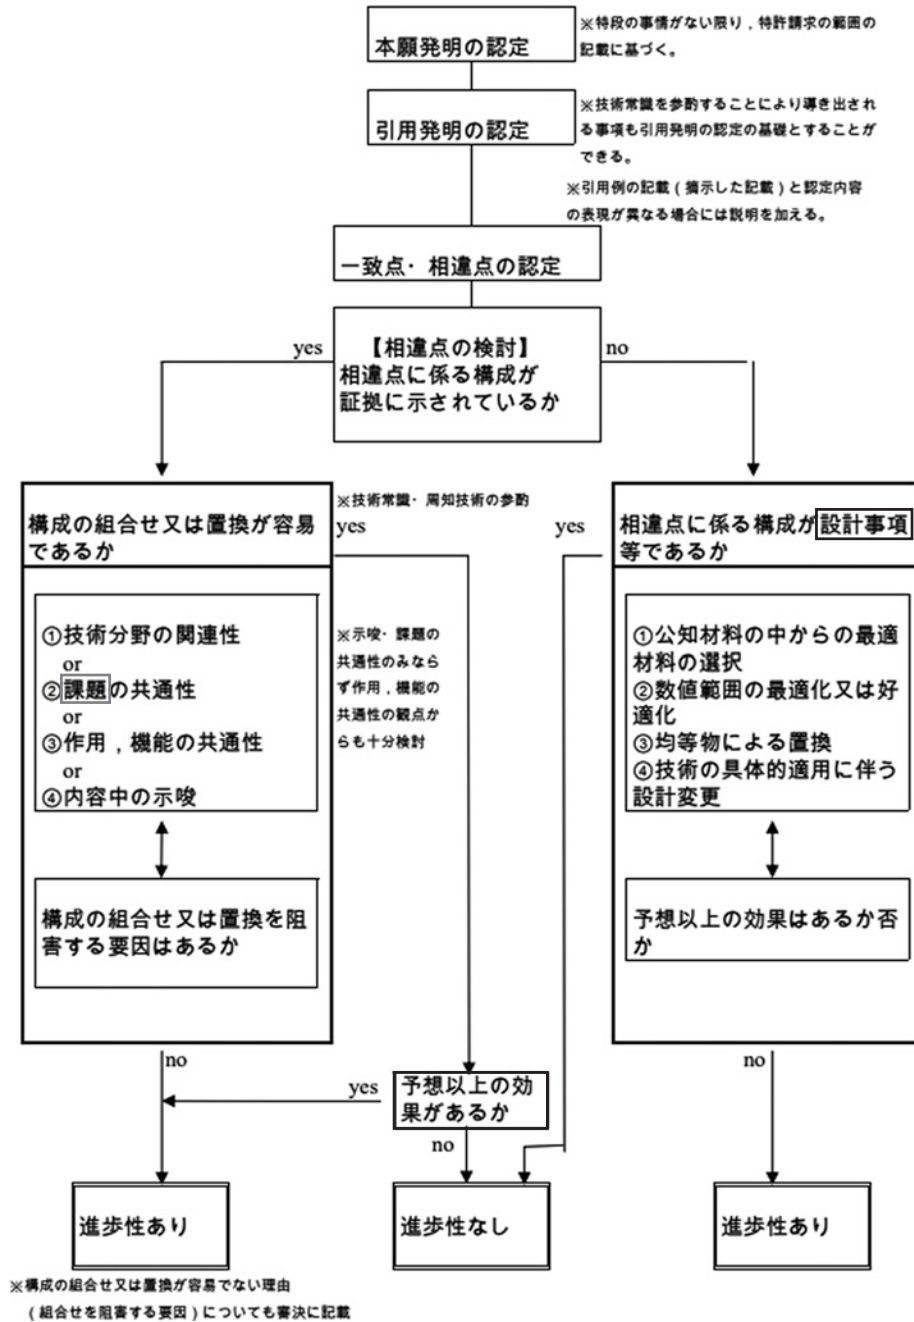 本願発明の認定
※特段の事情がない限り，特許請求の範囲の
記載に基づく。
引用発明の認定
※技術常識を参酌することにより導き出され
る事項も引用発明の認定の基礎とすることが
できる。
※引用例の記載（摘示した記載）と認定内容
の表現が異なる場合には説明を加える。
一致点・相違点の認定
yes
【相違点の検討】
相違点に係る構成が
証拠に示されているか
no
構成の組合せ又は置換が容易
であるか
※技術常識・周知技術の参酌
yes
yes
相違点に係る構成が設計事項
等であるか
①技術分野の関連性
or
②課題の共通性
or
③作用，機能の共通性
or
④内容中の示唆
※示唆・課題の
共通性のみなら
ず作用，機能の
共通性の観点か
らも十分検討
①公知材料の中からの最適
材料の選択
②数値範囲の最適化又は好
適化
③均等物による置換
④技術の具体的適用に伴う
設計変更
構成の組合せ又は置換を阻
害する要因はあるか
予想以上の効果はあるか否
か
no
yes
予想以上の効
果があるか
no
no
進歩性あり
進歩性なし
進歩性あり
※構成の組合せ又は置換が容易でない理由
（組合せを阻害する要因）についても審決に記載